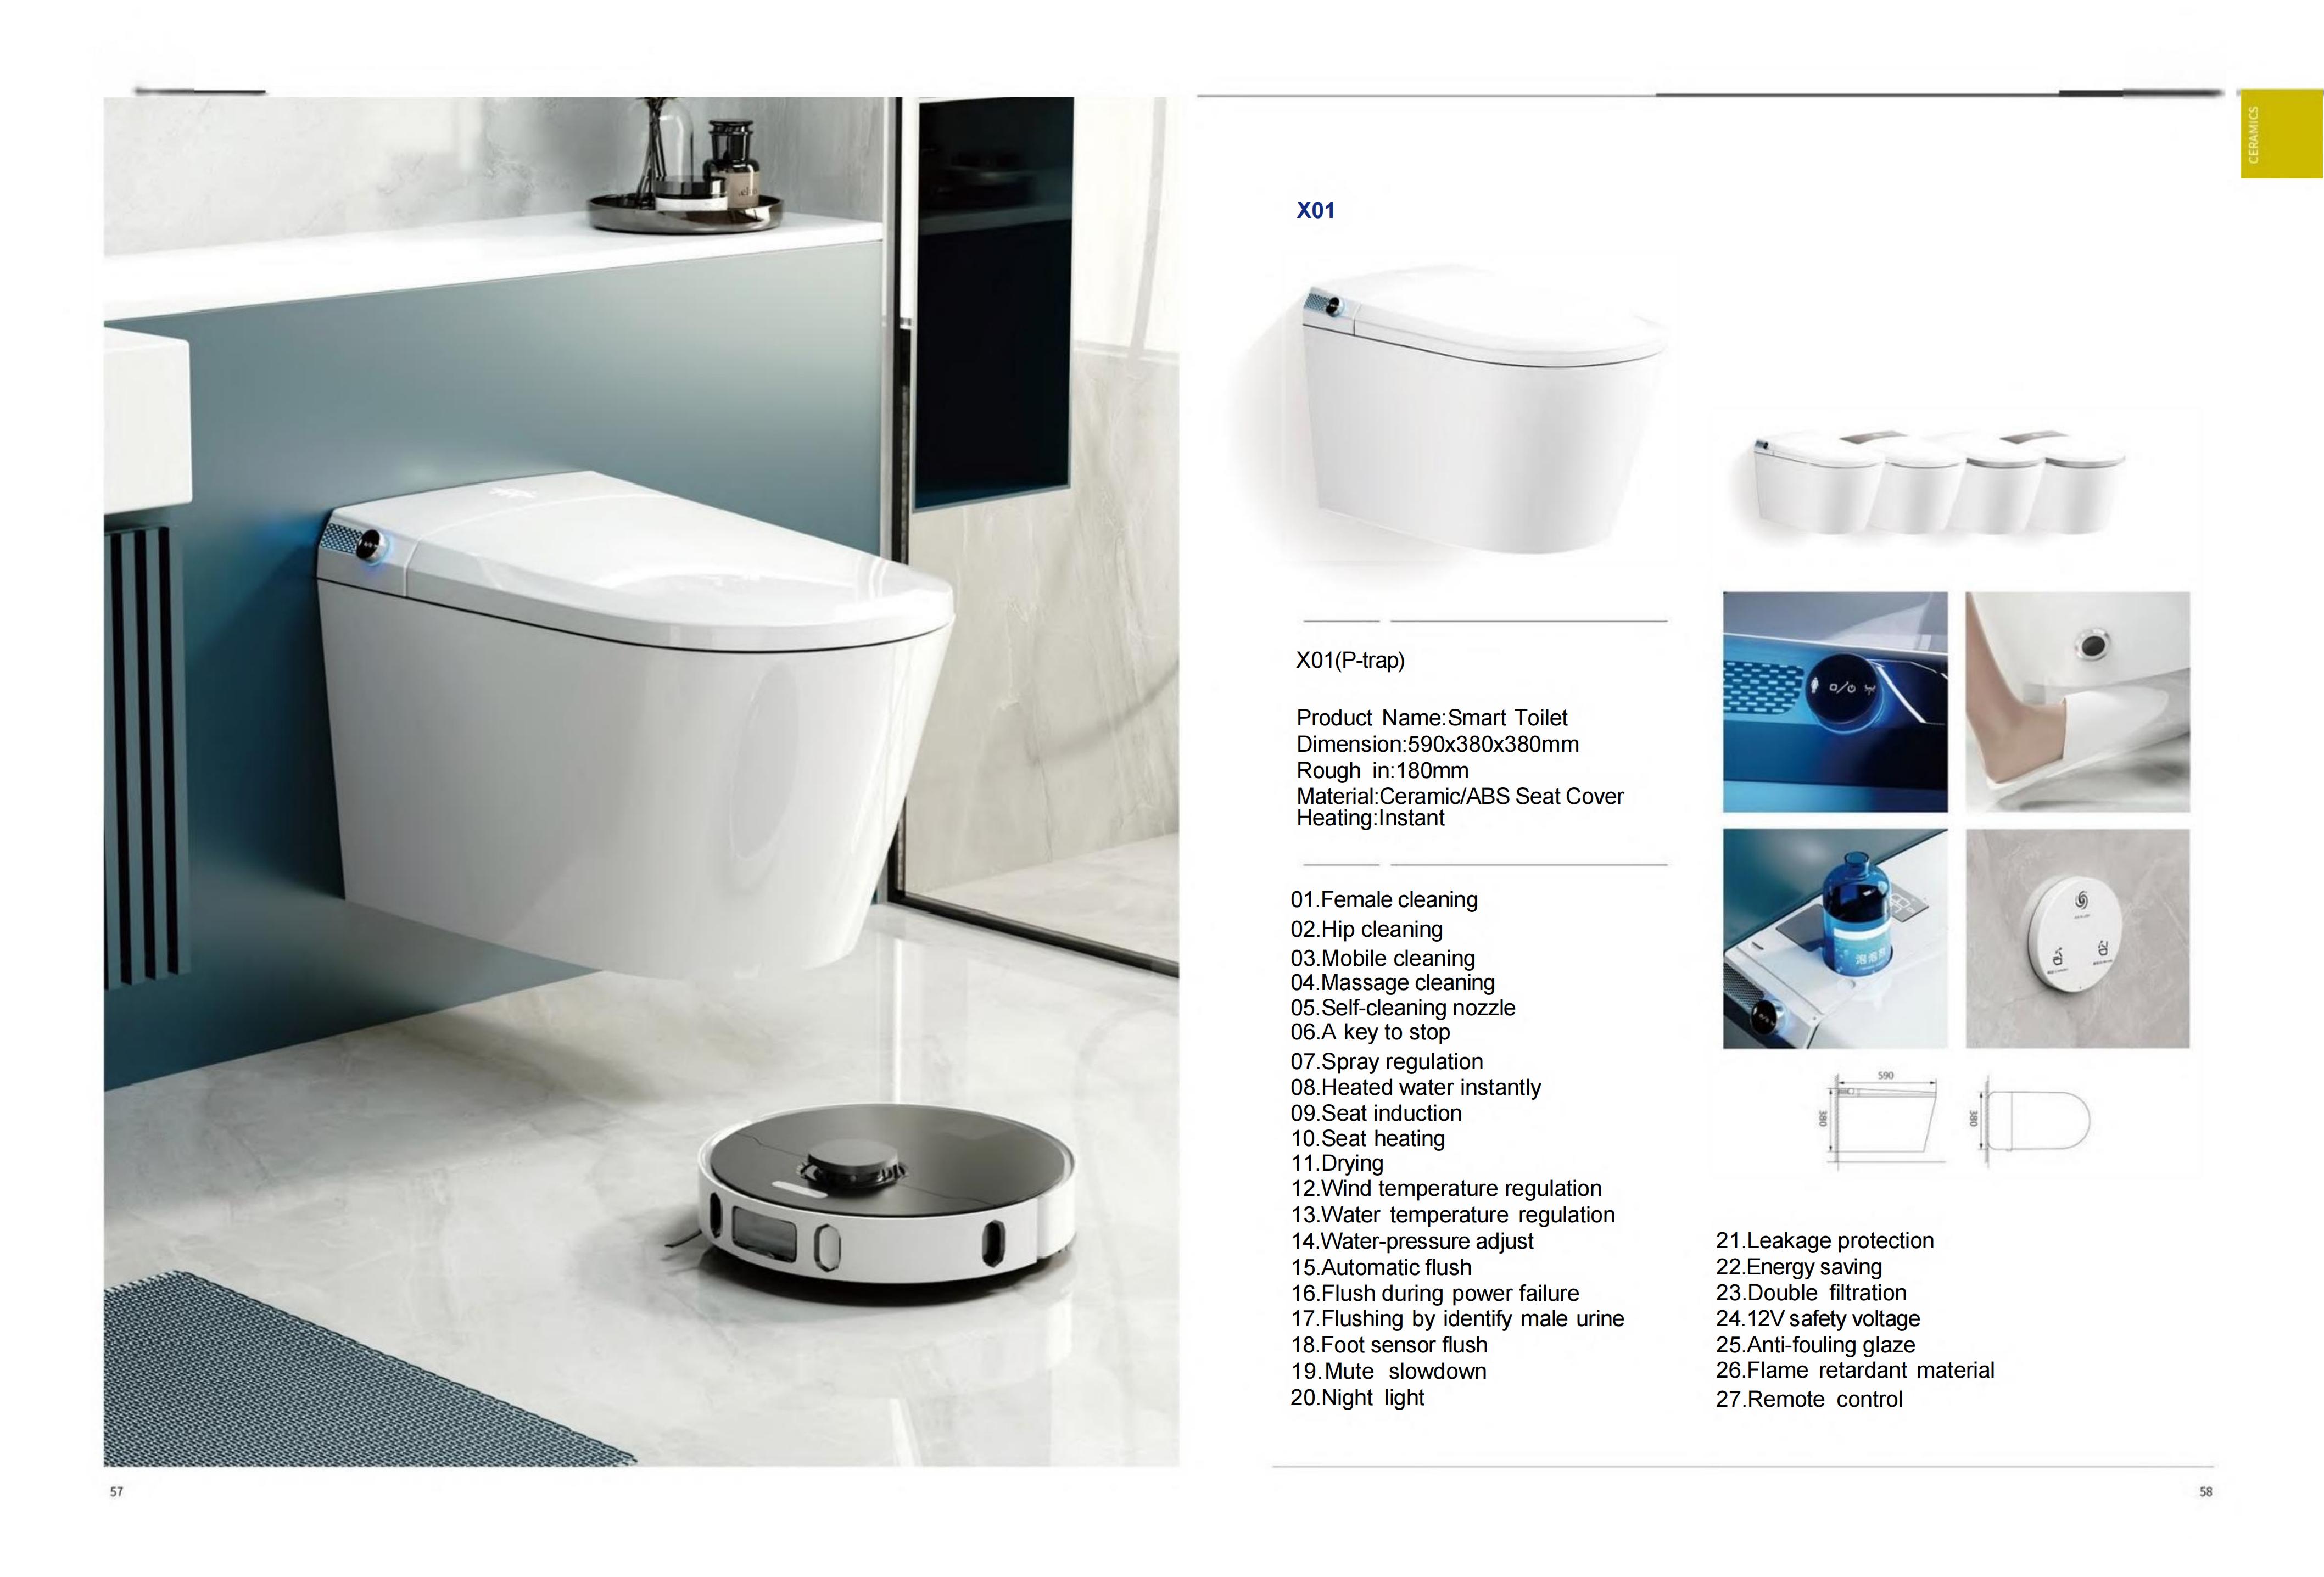 CERAMICS
X01
X01(P-trap)
Product Name:Smart Toilet
Dimension:590x380x380mm
Rough in:180mm
Material:Ceramic/ABS Seat Cover
Heating:Instant
01.Female cleaning
02.Hip cleaning
03.Mobile cleaning
04.Massage cleaning
05.Self-cleaning nozzle
06.A key to stop
07.Spray regulation
08.Heated water instantly
09.Seat induction
10.Seat heating
11.Drying
12.Wind temperature regulation
13.Water temperature regulation
14.Water-pressure adjust
15.Automatic flush
16.Flush during power failure
17.Flushing by identify male urine
18.Foot sensor flush
19.Mute slowdown
20.Night light
590
380
380
21.Leakage protection
22.Energy saving
23.Double filtration
24.12V safety voltage
25.Anti-fouling glaze
26.Flame retardant material
27.Remote control
57
58